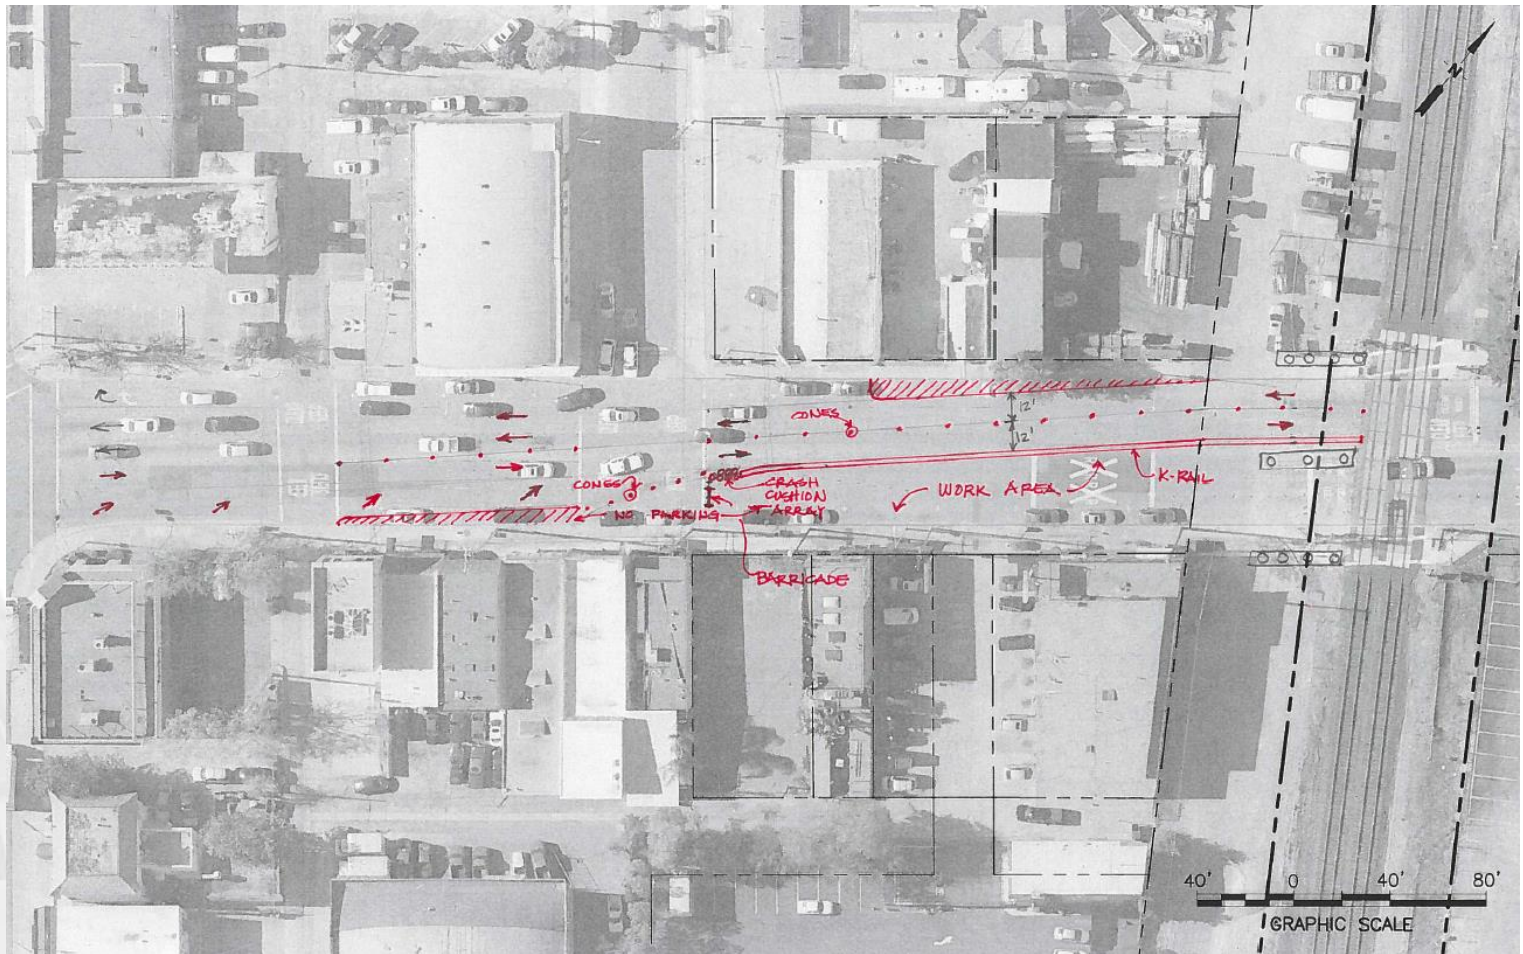 N
CONES
12'
12'
CONES
CRASH
CUSHION
ARRAY
WORK AREA
K-RAIL
NO PARKING
BARRICADE
40' 0 40' 80'
GRAPHIC SCALE